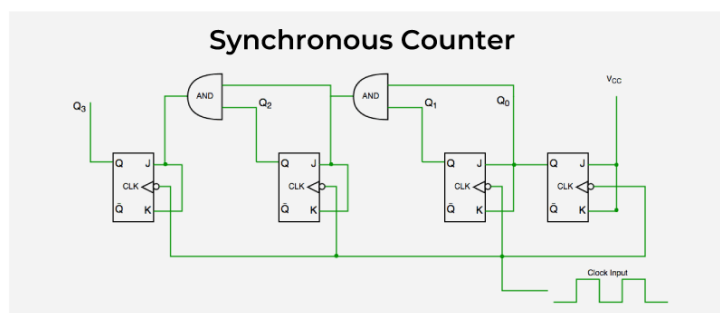 Synchronous Counter
Q3
AND
Q2
AND
Q1
Q0
VCC
Q J
CLK
Q̄ K
Q J
CLK
Q̄ K
Q J
CLK
Q̄ K
Q J
CLK
Q̄ K
Clock Input